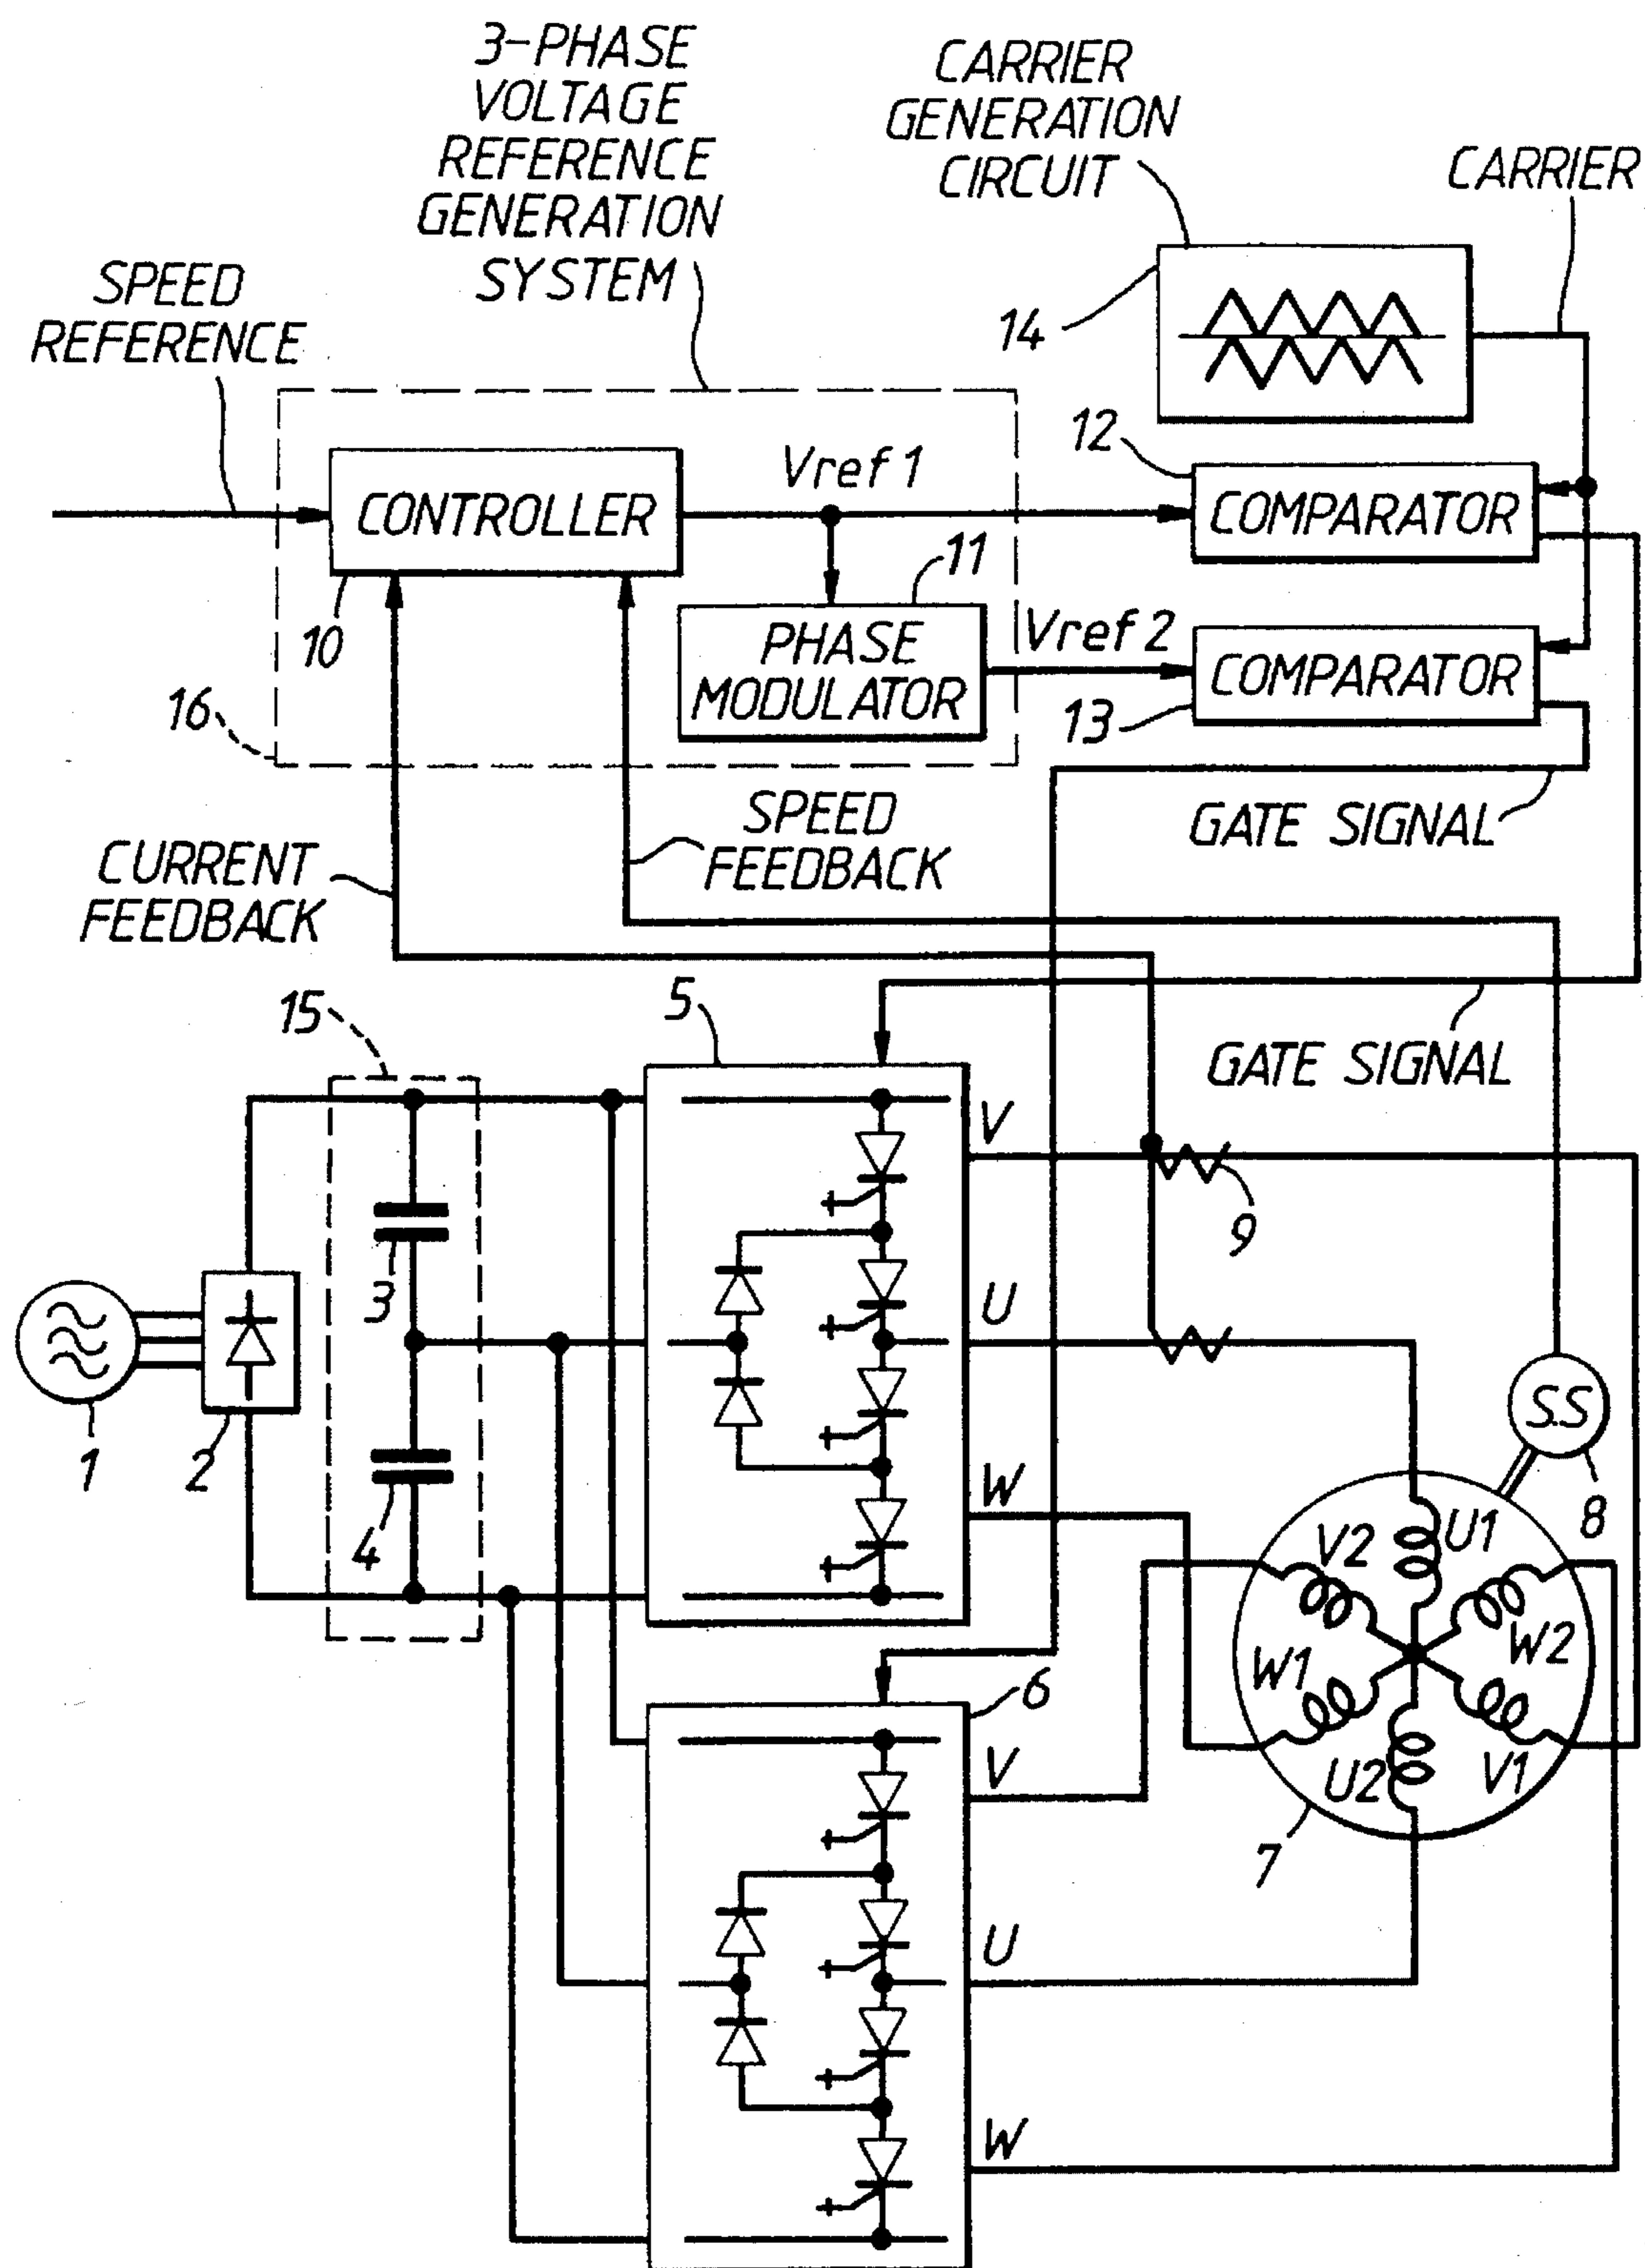 3-PHASE
VOLTAGE
REFERENCE
GENERATION
SYSTEM
CARRIER
GENERATION
CIRCUIT
CARRIER
SPEED
REFERENCE
14
12
Vref 1
CONTROLLER
COMPARATOR
11
10
PHASE
MODULATOR
Vref 2
COMPARATOR
16
13
SPEED
FEEDBACK
GATE SIGNAL
CURRENT
FEEDBACK
15
5
GATE SIGNAL
V
9
3
U
1
2
S.S
4
W
8
V2
U1
W1
W2
6
V
U2
V1
7
U
W